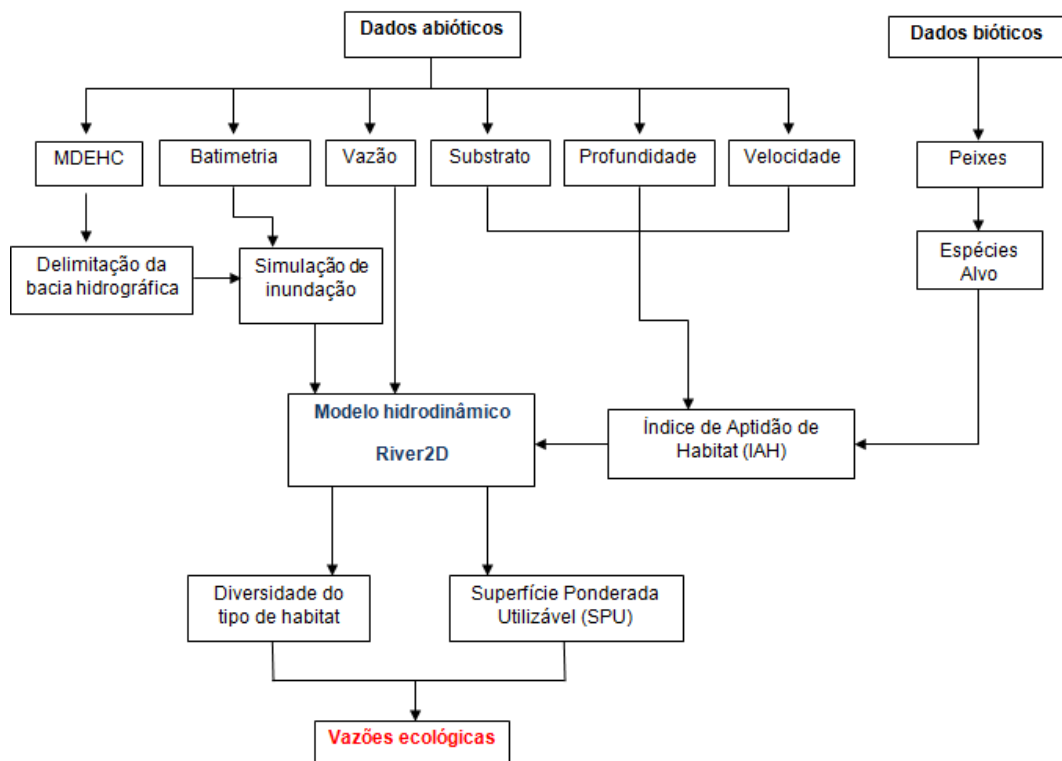 Dados abióticos
Dados bióticos
MDEHC
Batimetria
Vazão
Substrato
Profundidade
Velocidade
Peixes
Delimitação da
bacia hidrográfica
Simulação de
inundação
Espécies
Alvo
Modelo hidrodinâmico
River2D
Índice de Aptidão de
Habitat (IAH)
Diversidade do
tipo de habitat
Superfície Ponderada
Utilizável (SPU)
Vazões ecológicas